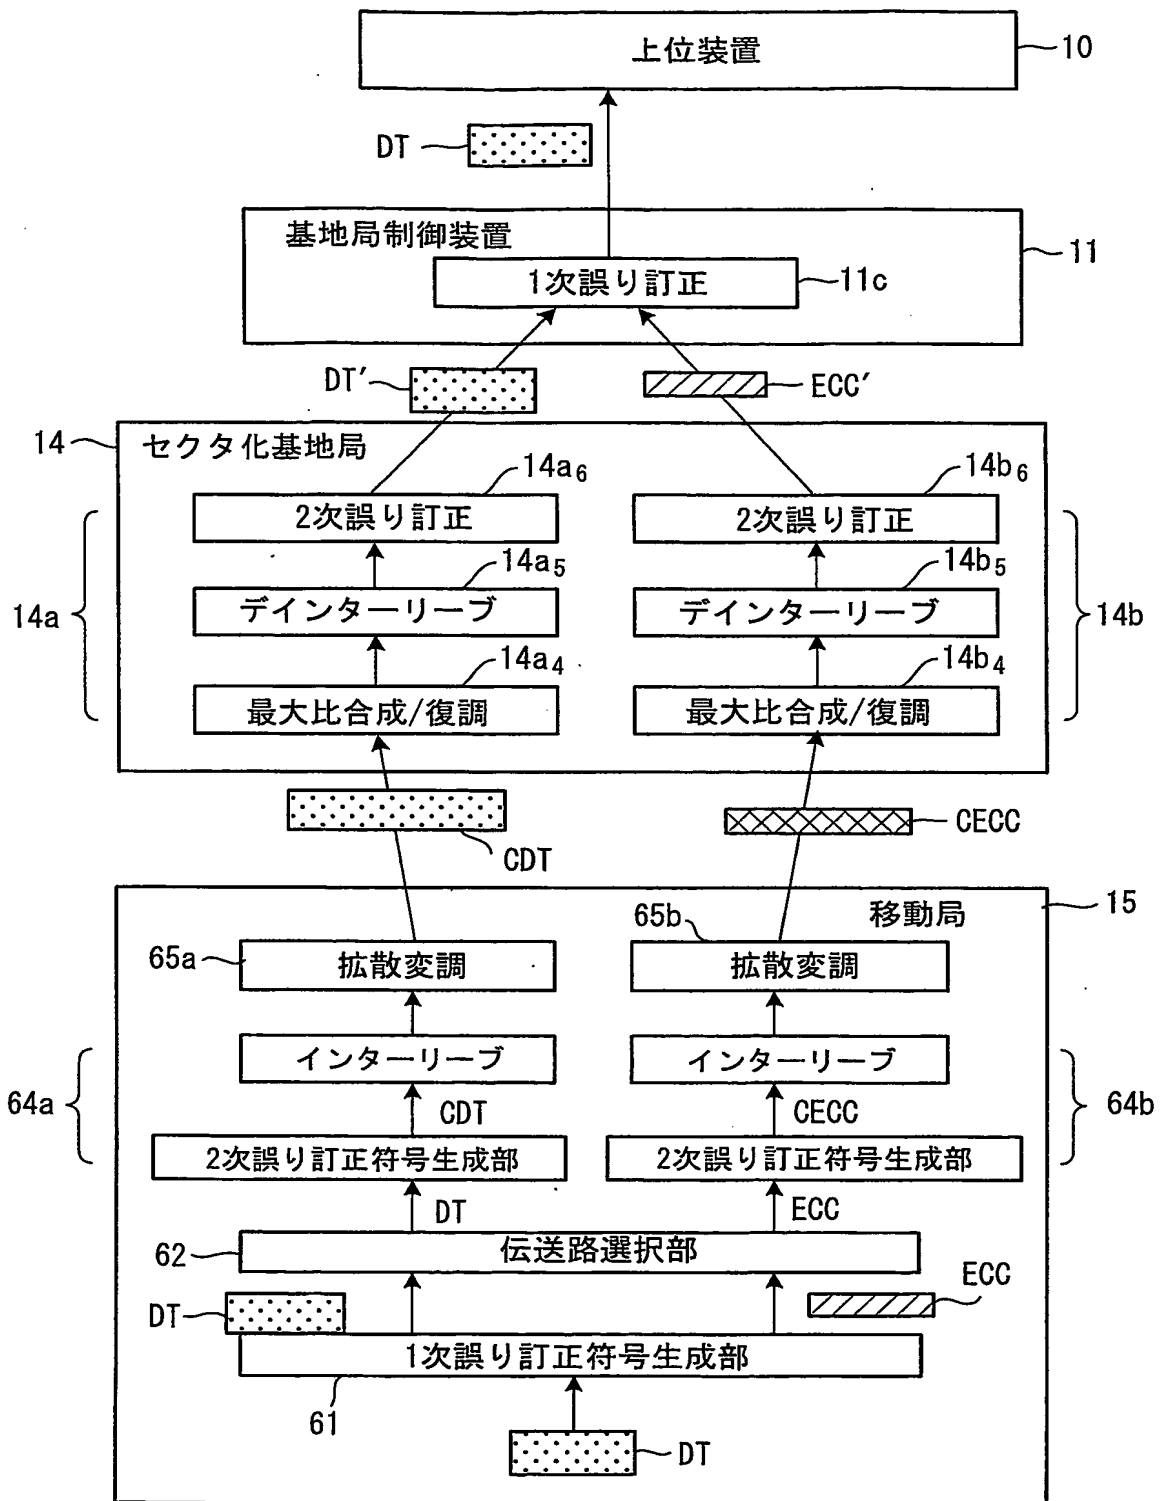 上位装置
10
DT
基地局制御装置
11
1次誤り訂正
11c
DT′
ECC′
14
セクタ化基地局
14a6
14b6
2次誤り訂正
2次誤り訂正
14a5
14b5
14a
デインターリーブ
デインターリーブ
14b
14a4
14b4
最大比合成/復調
最大比合成/復調
CECC
CDT
15
移動局
65b
65a
拡散変調
拡散変調
インターリーブ
インターリーブ
64a
CDT
CECC
64b
2次誤り訂正符号生成部
2次誤り訂正符号生成部
DT
ECC
62
伝送路選択部
ECC
DT
1次誤り訂正符号生成部
61
DT